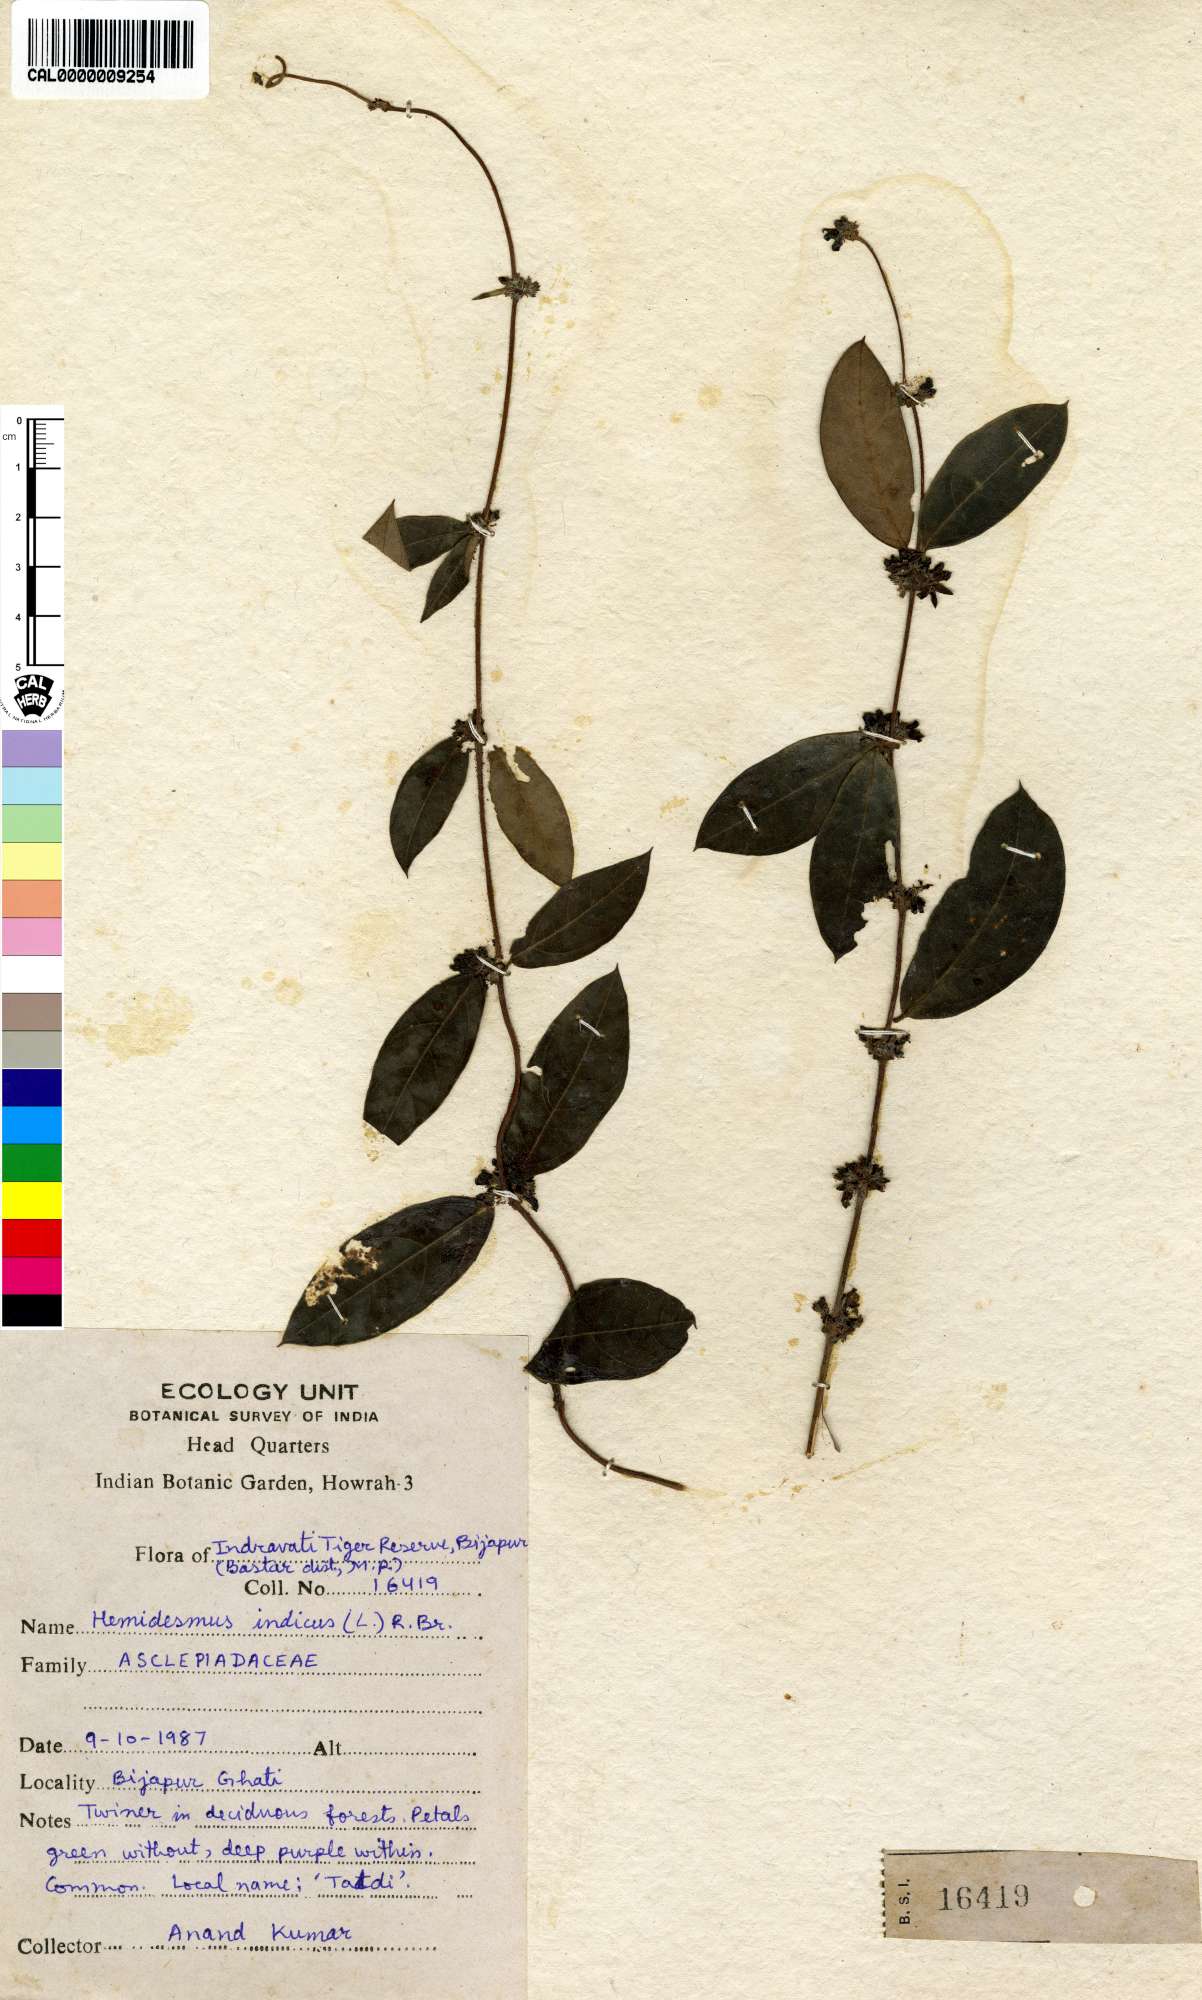 CAL0000009254
0
cm
1
2
3
4
5
CAL
HERB
ECOLOGY UNIT
BOTANICAL SURVEY OF INDIA
Head Quarters
Indian Botanic Garden, Howrah-3
Flora of Indravati Tiger Reserve, Bijapur
(Bastar dist., M.P.)
Coll. No. 16419
Name Hemidesmus indicus (L.) R. Br.
Family ASCLEPIADACEAE
Date 9-10-1987 Alt
Locality Bijapur Ghati
Notes Twiner in deciduous forests. Petals
green without, deep purple within.
Common. Local name: 'Tatdi'.
Collector Anand Kumar
B. S. I. 16419